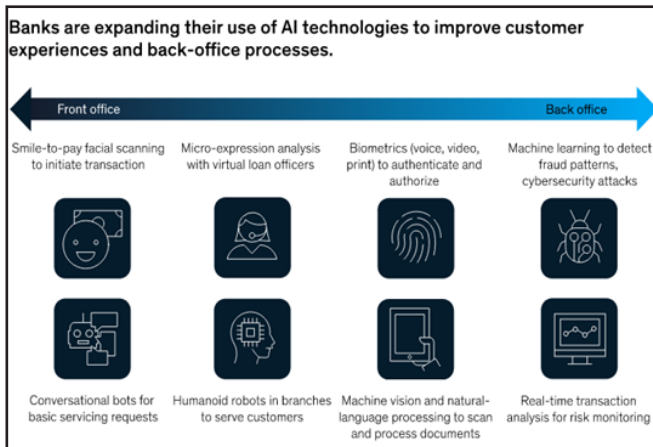 Banks are expanding their use of AI technologies to improve customer
experiences and back-office processes.
Front office
Back office
Smile-to-pay facial scanning
to initiate transaction
Micro-expression analysis
with virtual loan officers
Biometrics (voice, video,
print) to authenticate and
authorize
Machine learning to detect
fraud patterns,
cybersecurity attacks
Conversational bots for
basic servicing requests
Humanoid robots in branches
to serve customers
Machine vision and natural-
language processing to scan
and process documents
Real-time transaction
analysis for risk monitoring